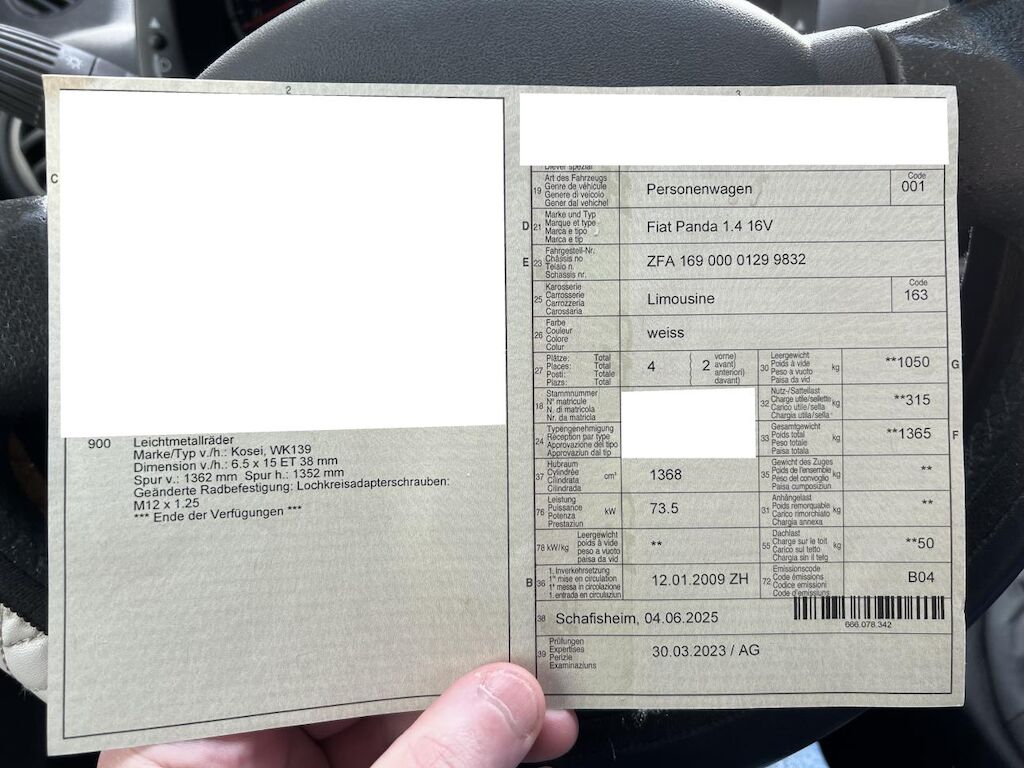 2
C
900 Leichtmetallräder
Marke/Typ v./h.: Kosei, WK139
Dimension v./h.: 6.5 x 15 ET 38 mm
Spur v.: 1362 mm Spur h.: 1352 mm
Geänderte Radbefestigung: Lochkreisadapterschrauben:
M12 x 1.25
*** Ende der Verfügungen ***
3
19 Art des Fahrzeugs
Genre de véhicule
Genere di veicolo
Gener dal vehichel
Personenwagen
Code
001
D 21 Marke und Typ
Marque et type
Marca e tipo
Marca e tip
Fiat Panda 1.4 16V
E 23 Fahrgestell-Nr.
Châssis no
Telaio n.
Schassis nr.
ZFA 169 000 0129 9832
25 Karosserie
Carrosserie
Carrozzeria
Carossaria
Limousine
Code
163
26 Farbe
Couleur
Colore
Colur
weiss
27 Plätze: Total
Places: Total
Posti: Totale
Plazs: Total
4
2
vorne)
avant)
anteriori)
davant)
30 Leergewicht
Poids à vide
Peso a vuoto
Paisa da vid
kg
**1050
G
18 Stammnummer
N° matricule
N. di matricola
Nr. da matricla
32 Nutz-/Sattellast
Charge utile/sellette
Carico utile/sella
Chargia utila/sella
kg
**315
24 Typengenehmigung
Réception par type
Approvazione del tipo
Approvaziun dal tip
33 Gesamtgewicht
Poids total
Peso totale
Paisa totala
kg
**1365
F
37 Hubraum
Cylindrée
Cilindrata
Cilindrada
cm³
1368
35 Gewicht des Zuges
Poids de l'ensemble
Peso del convoglio
Paisa cumposiziun
kg
**
76 Leistung
Puissance
Potenza
Prestaziun
kW
73.5
31 Anhängelast
Poids remorquable
Carico rimorchiato
Chargia annexa
kg
**
78 kW/kg
Leergewicht
poids à vide
peso a vuoto
paisa da vid
**
55 Dachlast
Charge sur le toit
Carico sul tetto
Chargia sin il tetg
kg
**50
B 36 1. Inverkehrsetzung
1re mise en circulation
1a messa in circolazione
1. entrada en circulaziun
12.01.2009 ZH
72 Emissionscode
Code émissions
Codice emissioni
Code d'emissiuns
B04
38 Schafisheim, 04.06.2025
666.078.342
39 Prüfungen
Expertises
Perizie
Examinaziuns
30.03.2023 / AG